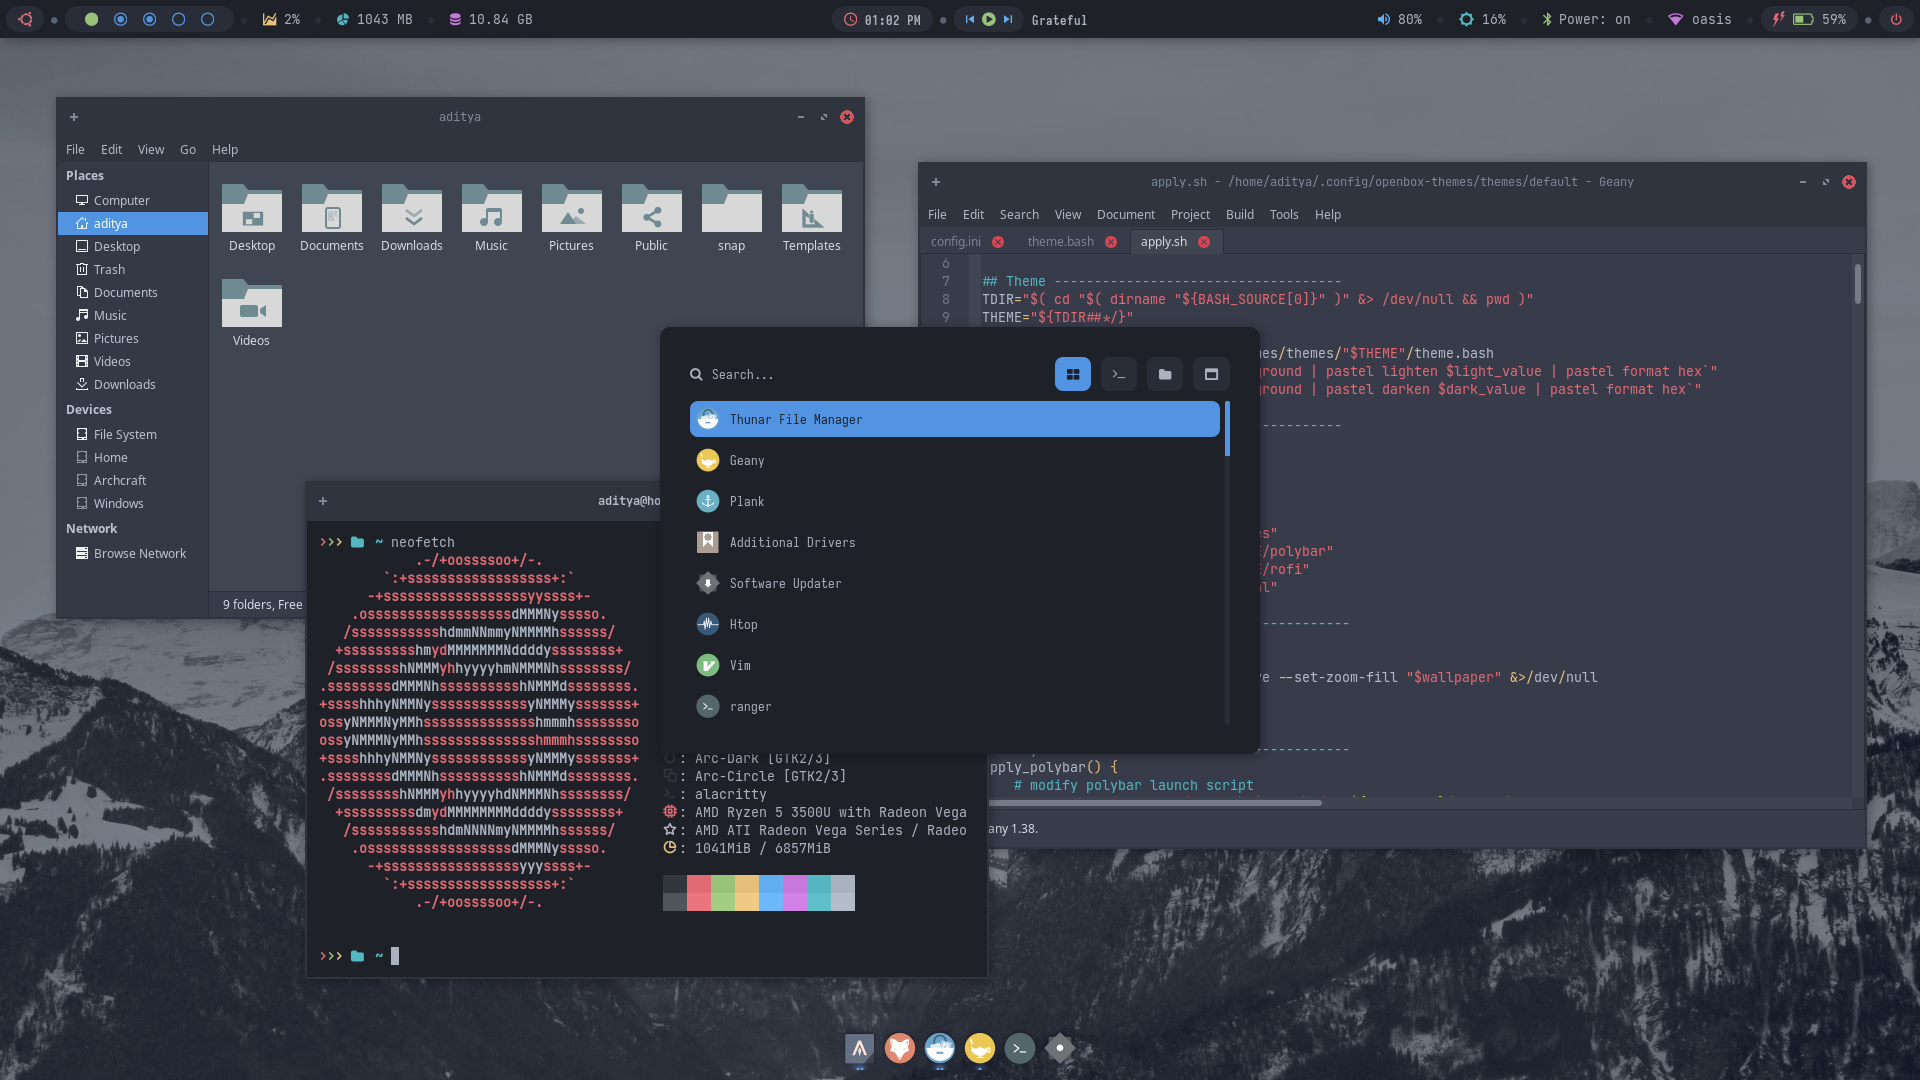 2%
1043 MB
10.84 GB
01:02 PM
Grateful
80%
16%
Power: on
oasis
59%
aditya
File Edit View Go Help
Places
Computer
aditya
Desktop
Trash
Documents
Music
Pictures
Videos
Downloads
Devices
File System
Home
Archcraft
Windows
Network
Browse Network
Desktop Documents Downloads Music Pictures Public snap Templates
Videos
9 folders, Free
apply.sh - /home/aditya/.config/openbox-themes/themes/default - Geany
File Edit Search View Document Project Build Tools Help
config.ini theme.bash apply.sh
6
7 ## Theme ------------------------------------
8 TDIR="$( cd "$( dirname "${BASH_SOURCE[0]}" )" &> /dev/null && pwd )"
9 THEME="${TDIR##*/}"
es/themes/"$THEME"/theme.bash
ground | pastel lighten $light_value | pastel format hex`"
ground | pastel darken $dark_value | pastel format hex`"
----------
es"
E/polybar"
E/rofi"
al"
-----------
re --set-zoom-fill "$wallpaper" &>/dev/null
-----------
pply_polybar() {
# modify polybar launch script
any 1.38.
Search...
Thunar File Manager
Geany
Plank
Additional Drivers
Software Updater
Htop
Vim
ranger
aditya@ho
>>> ~ neofetch
.-/+oossssoo+/-.
`:+ssssssssssssssssss+:`
-+ssssssssssssssssssyyssss+-
.ossssssssssssssssssdMMMNysssso.
/ssssssssssshdmmNNmmyNMMMMhssssss/
+ssssssssshmydMMMMMMMNddddyssssssss+
/sssssssshNMMMyhhyyyyhmNMMMNhssssssss/
.ssssssssdMMMNhsssssssssshNMMMdssssssss.
+sssshhhyNMMNyssssssssssssyNMMMysssssss+
ossyNMMMNyMMhsssssssssssssshmmmhssssssso
ossyNMMMNyMMhsssssssssssssshmmmhssssssso
+sssshhhyNMMNyssssssssssssyNMMMysssssss+
.ssssssssdMMMNhsssssssssshNMMMdssssssss.
/sssssssshNMMMyhhyyyyhdNMMMNhssssssss/
+sssssssssdmydMMMMMMMMddddyssssssss+
/ssssssssssshdmNNNNmyNMMMMhssssss/
.ossssssssssssssssssdMMMNysssso.
-+sssssssssssssssssyyyssss+-
`:+ssssssssssssssssss+:`
.-/+oossssoo+/-.
: Arc-Dark [GTK2/3]
: Arc-Circle [GTK2/3]
: alacritty
: AMD Ryzen 5 3500U with Radeon Vega
: AMD ATI Radeon Vega Series / Radeo
: 1041MiB / 6857MiB
>>> ~